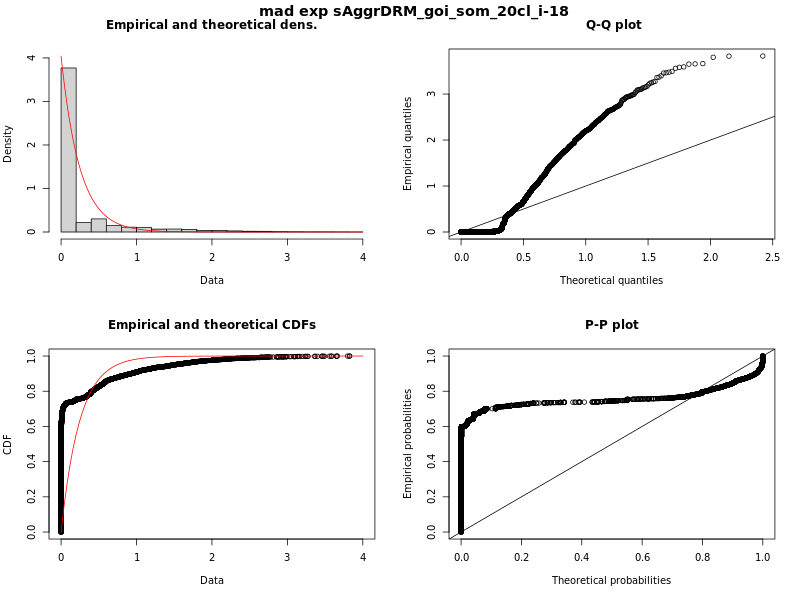 mad exp sAggrDRM_goi_som_20cl_i-18
Empirical and theoretical dens.
Density
0 1 2 3 4
0 1 2 3 4
Data
Q-Q plot
Empirical quantiles
0 1 2 3
0.0 0.5 1.0 1.5 2.0 2.5
Theoretical quantiles
Empirical and theoretical CDFs
CDF
0.0 0.2 0.4 0.6 0.8 1.0
0 1 2 3 4
Data
P-P plot
Empirical probabilities
0.0 0.2 0.4 0.6 0.8 1.0
0.0 0.2 0.4 0.6 0.8 1.0
Theoretical probabilities